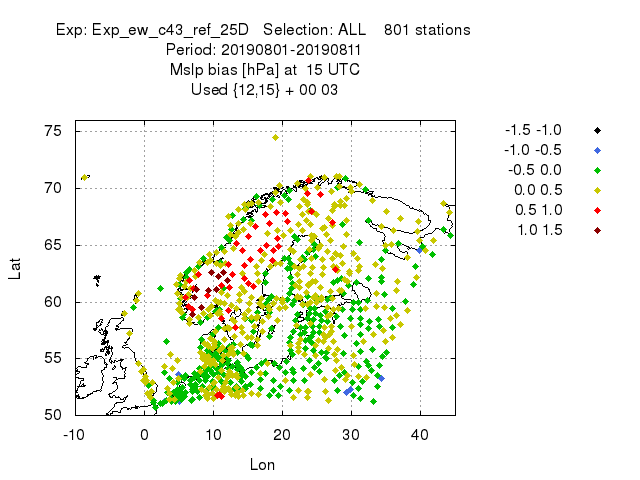 Exp: Exp_ew_c43_ref_25D Selection: ALL 801 stations
Period: 20190801-20190811
Mslp bias [hPa] at 15 UTC
Used {12,15} + 00 03
-1.5 -1.0
-1.0 -0.5
-0.5 0.0
0.0 0.5
0.5 1.0
1.0 1.5
75
70
65
60
55
50
Lat
-10 0 10 20 30 40
Lon